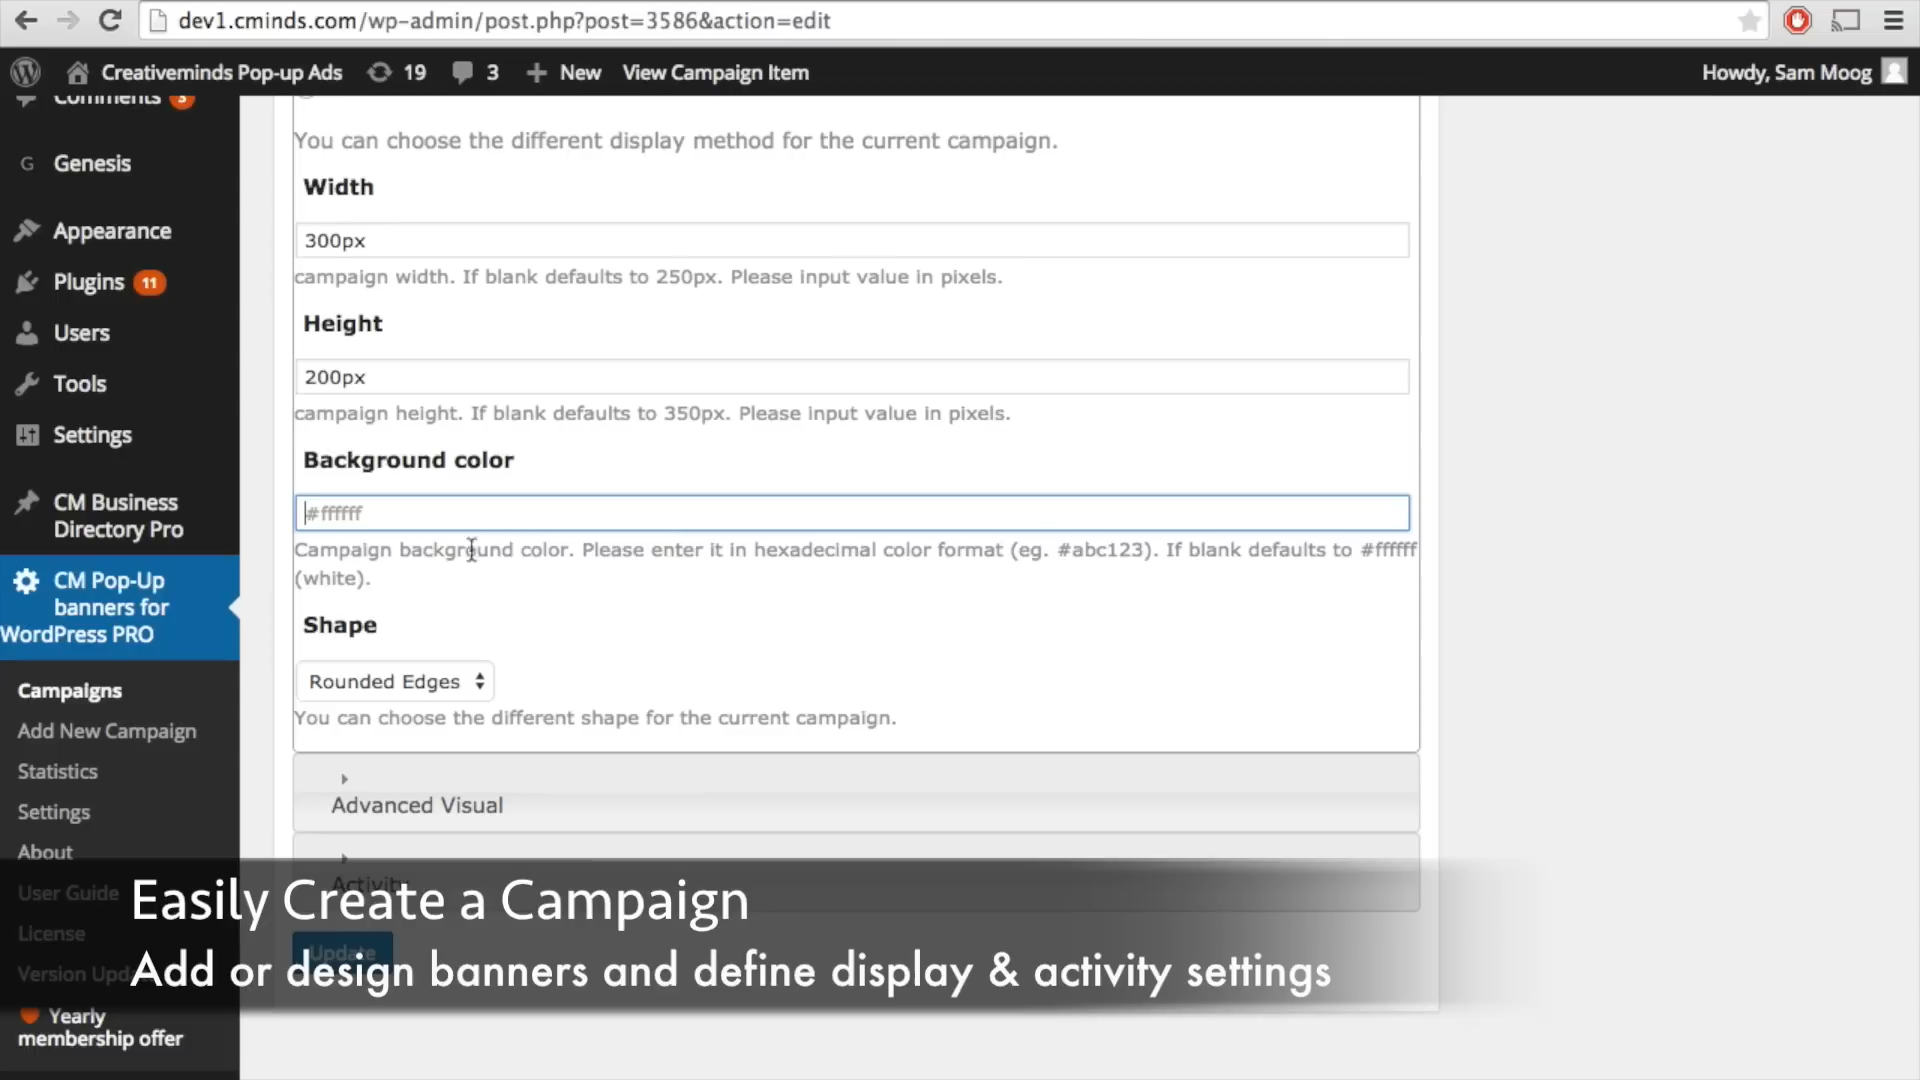 dev1.cminds.com/wp-admin/post.php?post=3586&action=edit
Creativeminds Pop-up Ads 19 3 New View Campaign Item Howdy, Sam Moog
Comments 3
G Genesis
Appearance
Plugins 11
Users
Tools
Settings
CM Business
Directory Pro
CM Pop-Up
banners for
WordPress PRO
Campaigns
Add New Campaign
Statistics
Settings
About
User Guide
License
Version
Yearly
membership offer
You can choose the different display method for the current campaign.
Width
300px
campaign width. If blank defaults to 250px. Please input value in pixels.
Height
200px
campaign height. If blank defaults to 350px. Please input value in pixels.
Background color
#ffffff
Campaign background color. Please enter it in hexadecimal color format (eg. #abc123). If blank defaults to #ffffff
(white).
Shape
Rounded Edges
You can choose the different shape for the current campaign.
Advanced Visual
Activity
Update
Easily Create a Campaign
Add or design banners and define display & activity settings